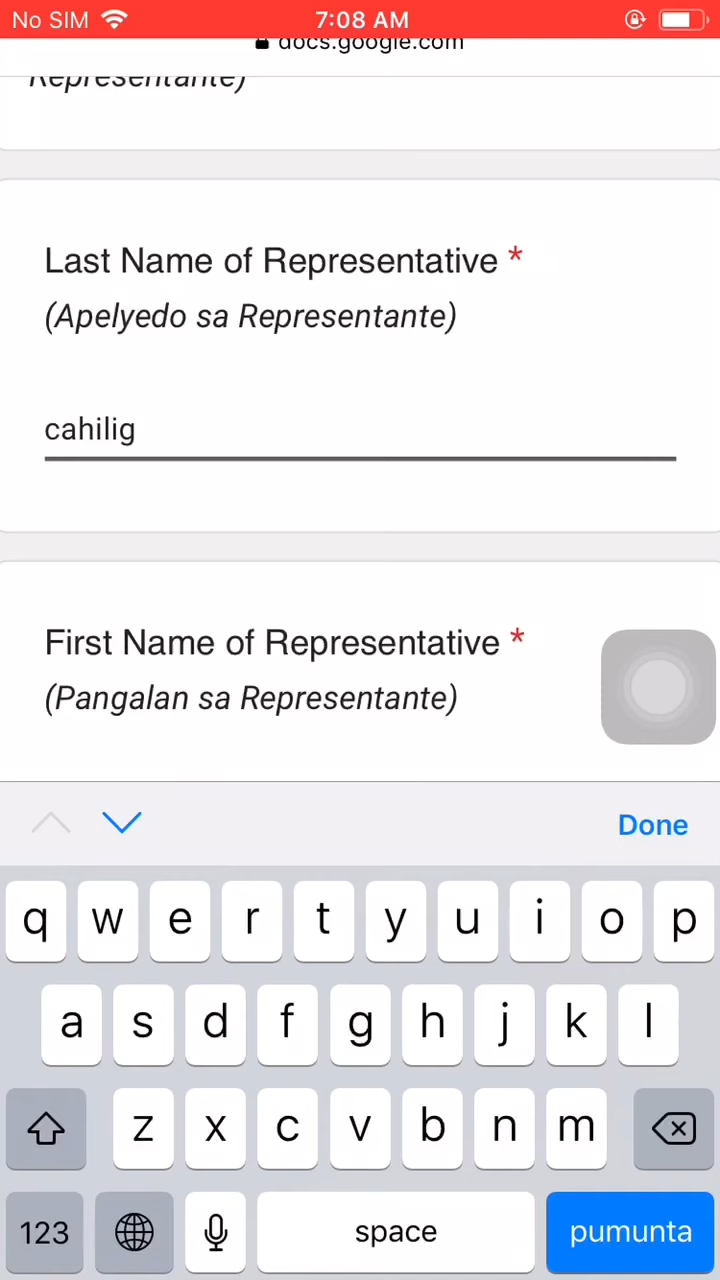 No SIM 7:08 AM
docs.google.com
Representante)
Last Name of Representative *
(Apelyedo sa Representante)
cahilig
First Name of Representative *
(Pangalan sa Representante)
Done
q w e r t y u i o p
a s d f g h j k l
z x c v b n m
123 space pumunta